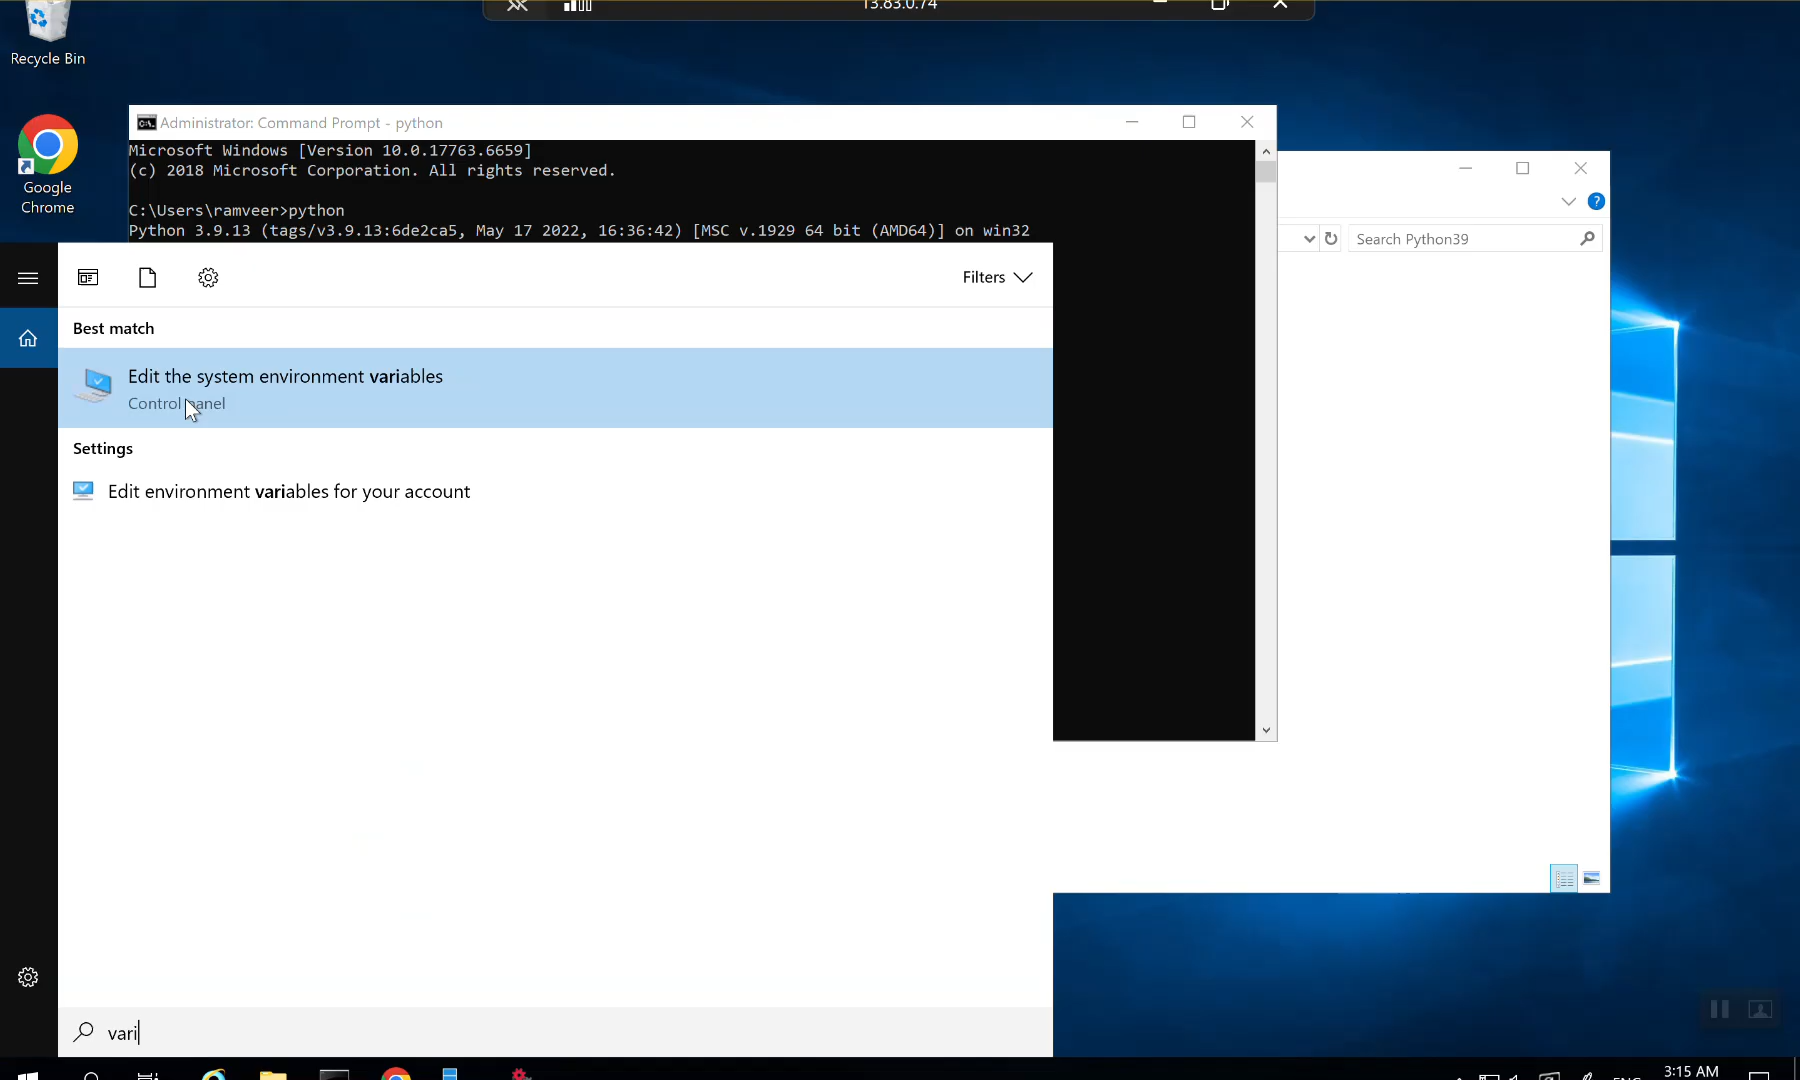 13.83.0.74
Recycle Bin
Google
Chrome
Administrator: Command Prompt - python
Microsoft Windows [Version 10.0.17763.6659]
(c) 2018 Microsoft Corporation. All rights reserved.
C:\Users\ramveer>python
Python 3.9.13 (tags/v3.9.13:6de2ca5, May 17 2022, 16:36:42) [MSC v.1929 64 bit (AMD64)] on win32
Search Python39
Filters
Best match
Edit the system environment variables
Control panel
Settings
Edit environment variables for your account
vari
ENG
3:15 AM